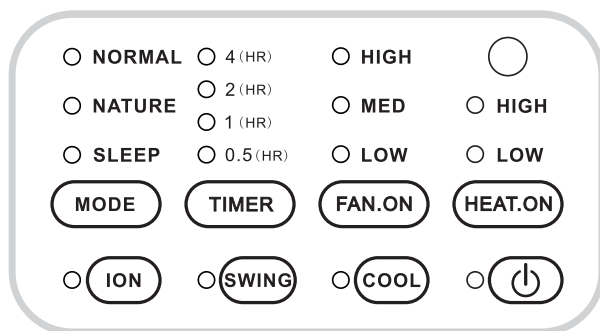 NORMAL 4(HR) HIGH
2(HR)
NATURE MED HIGH
1(HR)
SLEEP 0.5(HR) LOW LOW
MODE TIMER FAN.ON HEAT.ON
ION SWING COOL